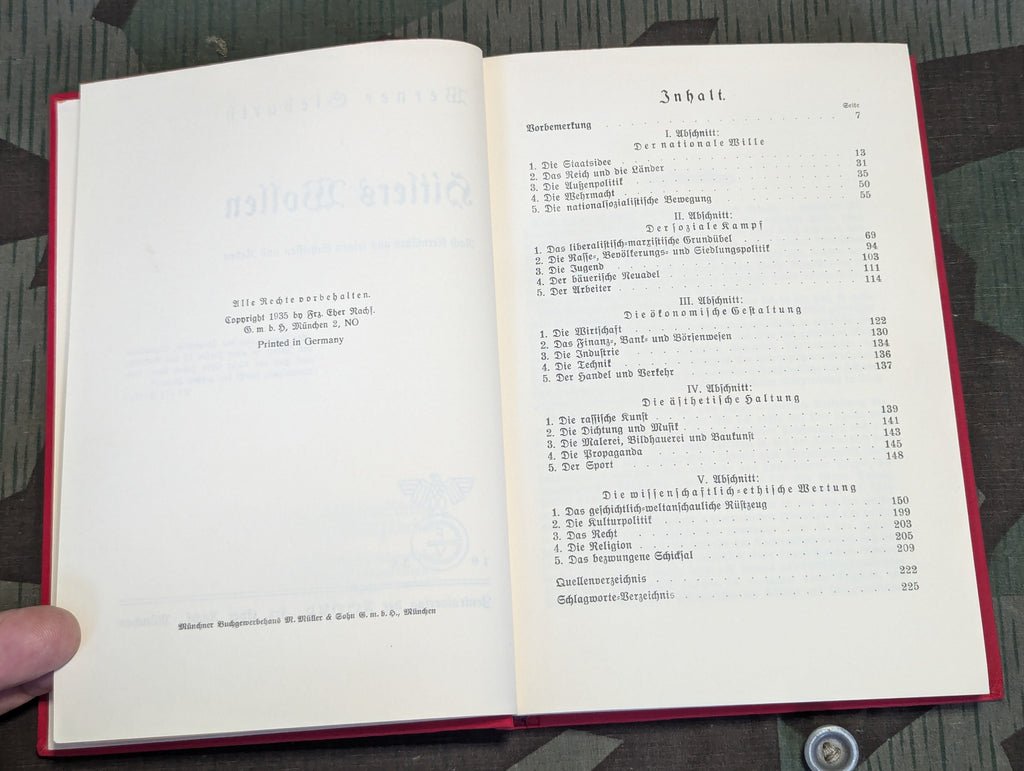 Alle Rechte vorbehalten.
Copyright 1935 by Frz. Eher Nachf.
G. m. b. H, München 2, NO
Printed in Germany
Münchner Buchgewerbehaus M. Müller & Sohn G. m. b. H., München
Inhalt.
Seite
Vorbemerkung . . . . . . . . . . . . . . 7
I. Abschnitt:
Der nationale Wille
1. Die Staatsidee . . . . . . . . . . . . . 13
2. Das Reich und die Länder . . . . . . . . . . 31
3. Die Außenpolitik . . . . . . . . . . . . 35
4. Die Wehrmacht . . . . . . . . . . . . . 50
5. Die nationalsozialistische Bewegung . . . . . . . 55
II. Abschnitt:
Der soziale Kampf
1. Das liberalistisch-marxistische Grundübel . . . . . . 69
2. Die Rasse-, Bevölkerungs- und Siedlungspolitik . . . . 94
3. Die Jugend . . . . . . . . . . . . . . 103
4. Der bäuerische Neuadel . . . . . . . . . . 111
5. Der Arbeiter . . . . . . . . . . . . . 114
III. Abschnitt:
Die ökonomische Gestaltung
1. Die Wirtschaft . . . . . . . . . . . . . 122
2. Das Finanz-, Bank- und Börsenwesen . . . . . . . 130
3. Die Industrie . . . . . . . . . . . . . 134
4. Die Technik . . . . . . . . . . . . . . 136
5. Der Handel und Verkehr . . . . . . . . . . 137
IV. Abschnitt:
Die ästhetische Haltung
1. Die rassische Kunst . . . . . . . . . . . 139
2. Die Dichtung und Musik . . . . . . . . . . 141
3. Die Malerei, Bildhauerei und Baukunst . . . . . . 143
4. Die Propaganda . . . . . . . . . . . . 145
5. Der Sport . . . . . . . . . . . . . . 148
V. Abschnitt:
Die wissenschaftlich-ethische Wertung
1. Das geschichtlich-weltanschauliche Rüstzeug . . . . . 150
2. Die Kulturpolitik . . . . . . . . . . . . 199
3. Das Recht . . . . . . . . . . . . . . 203
4. Die Religion . . . . . . . . . . . . . 205
5. Das bezwungene Schicksal . . . . . . . . . . 209
Quellenverzeichnis . . . . . . . . . . . . 222
Schlagworte-Verzeichnis . . . . . . . . . . . 225